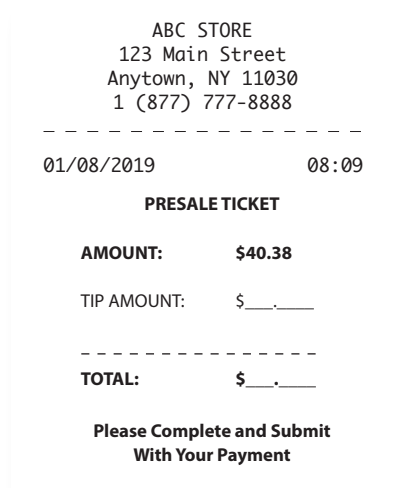 ABC STORE
123 Main Street
Anytown, NY 11030
1 (877) 777-8888
_ _ _ _ _ _ _ _ _ _ _ _ _ _ _
01/08/2019 08:09
PRESALE TICKET
AMOUNT: $40.38
TIP AMOUNT: $___.____
_ _ _ _ _ _ _ _ _ _ _ _ _ _ _
TOTAL: $___.____
Please Complete and Submit
With Your Payment